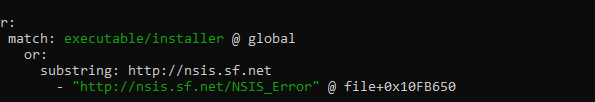 r:
match: executable/installer @ global
or:
substring: http://nsis.sf.net
- "http://nsis.sf.net/NSIS_Error" @ file+0x10FB650